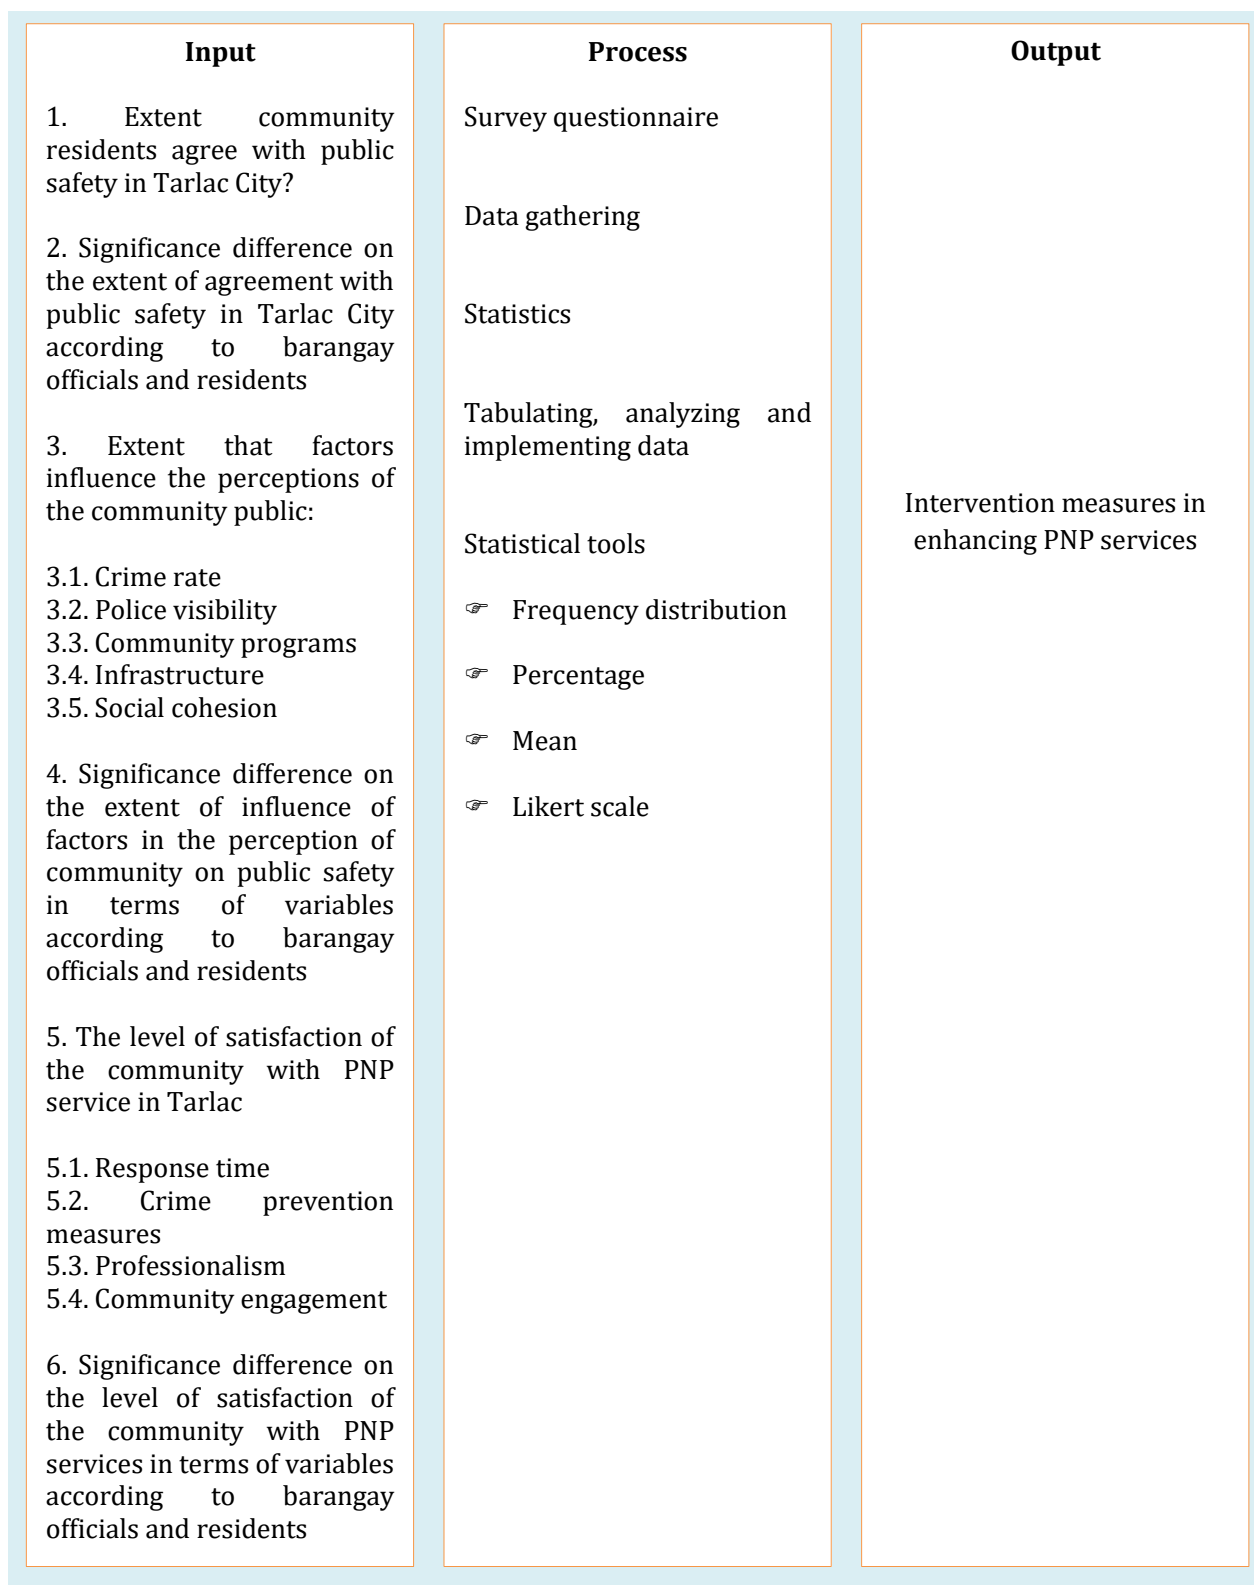 Input
1. Extent community
residents agree with public
safety in Tarlac City?
2. Significance difference on
the extent of agreement with
public safety in Tarlac City
according to barangay
officials and residents
3. Extent that factors
influence the perceptions of
the community public:
3.1. Crime rate
3.2. Police visibility
3.3. Community programs
3.4. Infrastructure
3.5. Social cohesion
4. Significance difference on
the extent of influence of
factors in the perception of
community on public safety
in terms of variables
according to barangay
officials and residents
5. The level of satisfaction of
the community with PNP
service in Tarlac
5.1. Response time
5.2. Crime prevention
measures
5.3. Professionalism
5.4. Community engagement
6. Significance difference on
the level of satisfaction of
the community with PNP
services in terms of variables
according to barangay
officials and residents
Process
Survey questionnaire
Data gathering
Statistics
Tabulating, analyzing and
implementing data
Statistical tools
☞ Frequency distribution
☞ Percentage
☞ Mean
☞ Likert scale
Output
Intervention measures in
enhancing PNP services